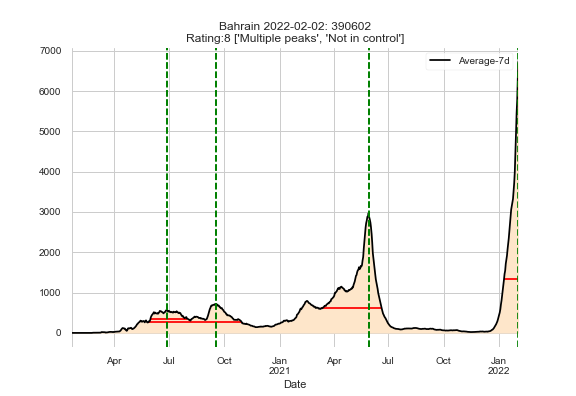 Bahrain 2022-02-02: 390602
Rating:8 ['Multiple peaks', 'Not in control']
7000
6000
5000
4000
3000
2000
1000
0
Average-7d
Apr Jul Oct Jan Apr Jul Oct Jan
2021 2022
Date